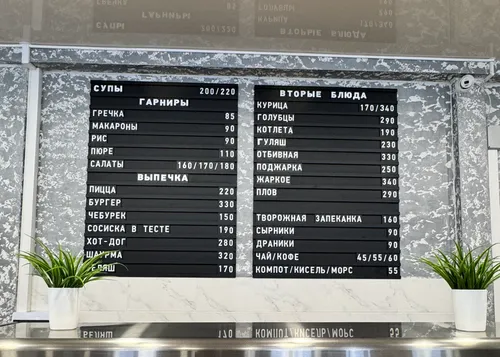 СУПЫ 200/220
ГАРНИРЫ
ГРЕЧКА 85
МАКАРОНЫ 90
РИС 90
ПЮРЕ 110
САЛАТЫ 160/170/180
ВЫПЕЧКА
ПИЦЦА 220
БУРГЕР 330
ЧЕБУРЕК 150
СОСИСКА В ТЕСТЕ 190
ХОТ-ДОГ 280
ШАУРМА 320
170
ВТОРЫЕ БЛЮДА
КУРИЦА 170/340
ГОЛУБЦЫ 290
КОТЛЕТА 190
ГУЛЯШ 230
ОТБИВНАЯ 330
ПОДЖАРКА 250
ЖАРКОЕ 340
ПЛОВ 290
ТВОРОЖНАЯ ЗАПЕКАНКА 160
СЫРНИКИ 90
ДРАНИКИ 90
ЧАЙ/КОФЕ 45/55/60
КОМПОТ/КИСЕЛЬ/МОРС 55